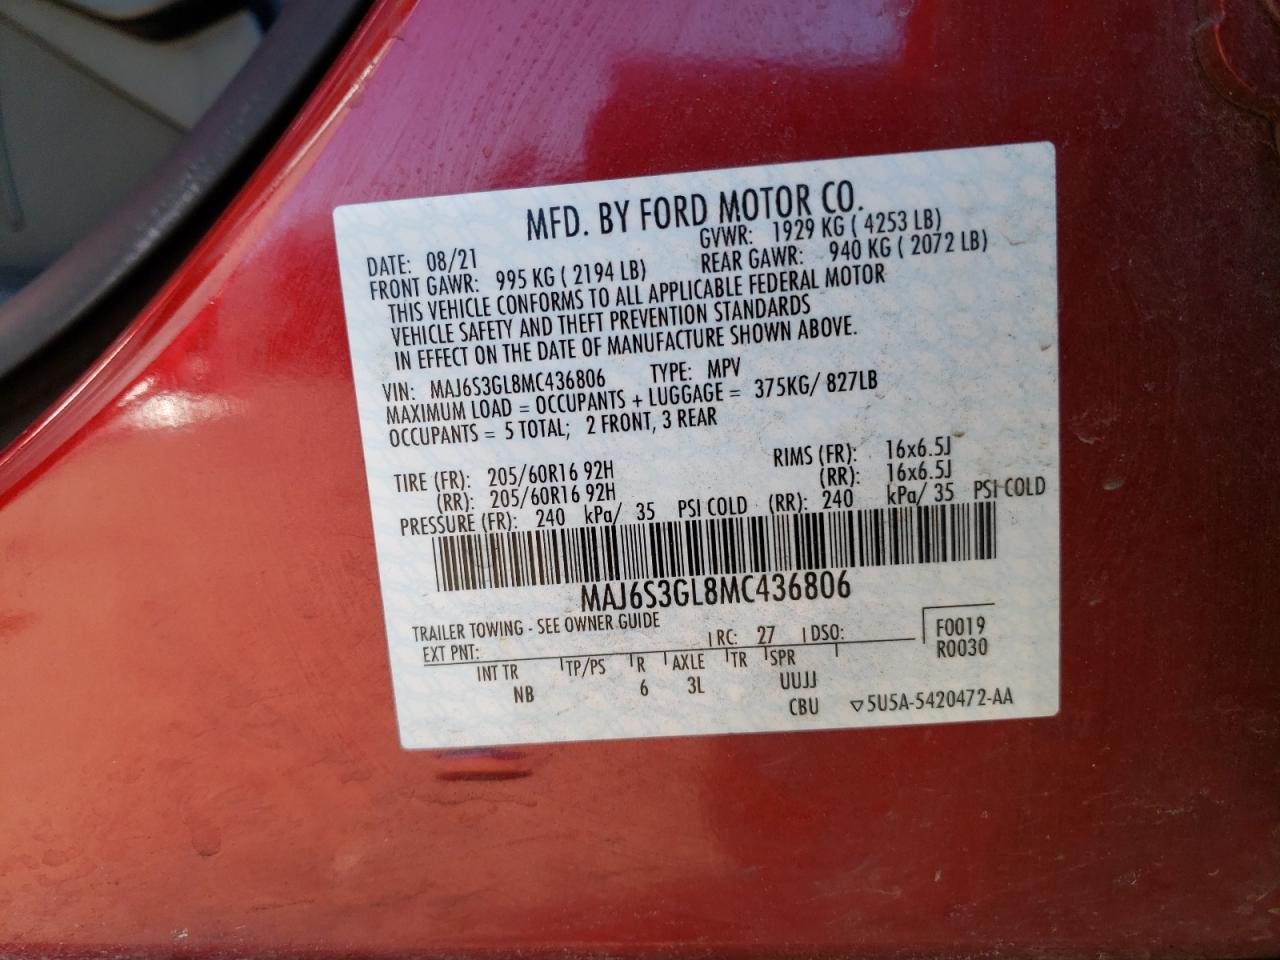 MFD. BY FORD MOTOR CO.
DATE: 08/21 GVWR: 1929 KG ( 4253 LB)
FRONT GAWR: 995 KG ( 2194 LB) REAR GAWR: 940 KG ( 2072 LB)
THIS VEHICLE CONFORMS TO ALL APPLICABLE FEDERAL MOTOR
VEHICLE SAFETY AND THEFT PREVENTION STANDARDS
IN EFFECT ON THE DATE OF MANUFACTURE SHOWN ABOVE.
VIN: MAJ6S3GL8MC436806 TYPE: MPV
MAXIMUM LOAD = OCCUPANTS + LUGGAGE = 375KG/ 827LB
OCCUPANTS = 5 TOTAL; 2 FRONT, 3 REAR
TIRE (FR): 205/60R16 92H RIMS (FR): 16x6.5J
(RR): 205/60R16 92H (RR): 16x6.5J
PRESSURE (FR): 240 kPa/ 35 PSI COLD (RR): 240 kPa/ 35 PSI COLD
MAJ6S3GL8MC436806
TRAILER TOWING - SEE OWNER GUIDE
EXT PNT: RC: 27 DSO: F0019
INT TR TP/PS R AXLE TR SPR R0030
NB 6 3L UUJJ
CBU ▽5U5A-5420472-AA